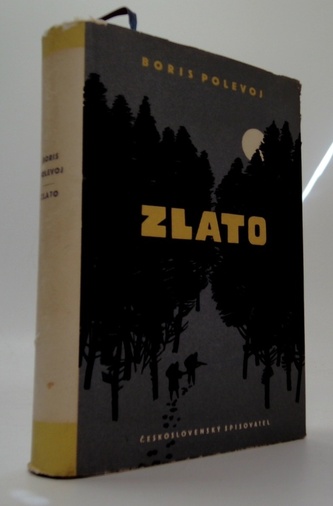 BORIS POLEVOJ
ZLATO
ČESKOSLOVENSKÝ SPISOVATEL
BORIS
POLEVOJ
ZLATO